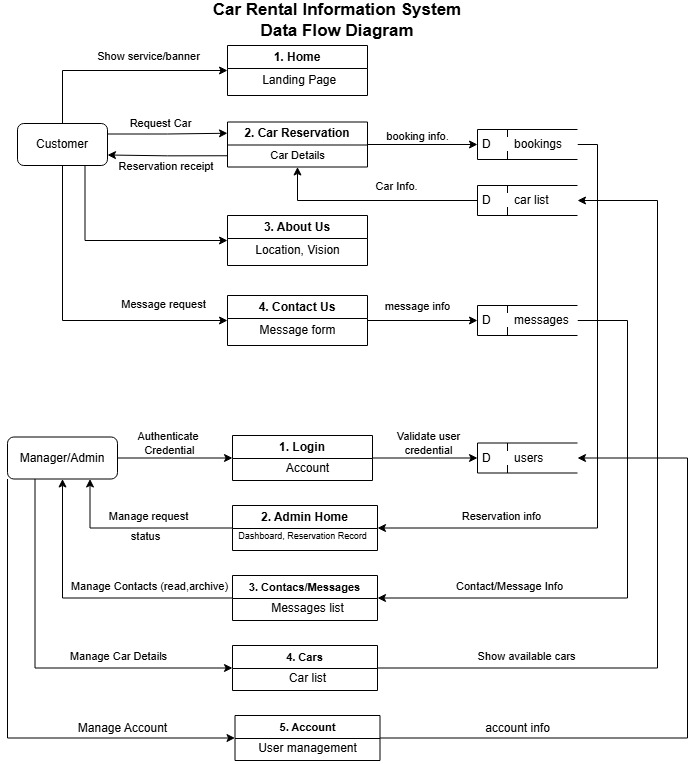 Car Rental Information System
Data Flow Diagram
Show service/banner
1. Home
Landing Page
Customer
Request Car
Reservation receipt
2. Car Reservation
Car Details
booking info.
D bookings
Car Info.
D car list
3. About Us
Location, Vision
Message request
4. Contact Us
Message form
message info
D messages
Manager/Admin
Authenticate
Credential
1. Login
Account
Validate user
credential
D users
Manage request
status
2. Admin Home
Dashboard, Reservation Record
Reservation info
Manage Contacts (read,archive)
3. Contacs/Messages
Messages list
Contact/Message Info
Manage Car Details
4. Cars
Car list
Show available cars
Manage Account
5. Account
User management
account info